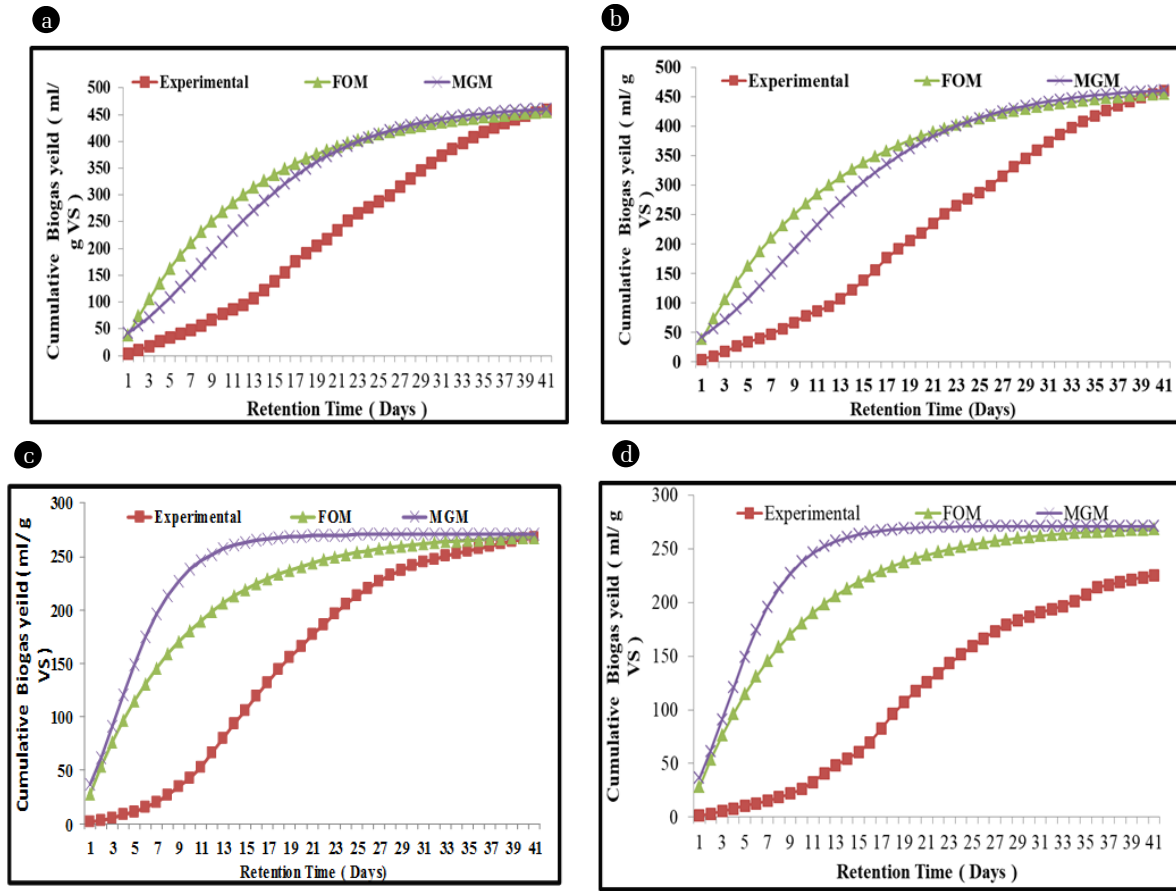 a
Experimental FOM MGM
500
450
400
350
300
250
200
150
100
50
0
Cumulative Biogas yeild ( ml/
g VS )
1 3 5 7 9 11 13 15 17 19 21 23 25 27 29 31 33 35 37 39 41
Retention Time ( Days )
b
Experimental FOM MGM
500
450
400
350
300
250
200
150
100
50
0
Cumulative Biogas yeild ( ml/ g
VS )
1 3 5 7 9 11 13 15 17 19 21 23 25 27 29 31 33 35 37 39 41
Retention Time (Days)
c
Experimental FOM MGM
300
250
200
150
100
50
0
Cumulative Biogas yeild ( ml/ g
VS )
1 3 5 7 9 11 13 15 17 19 21 23 25 27 29 31 33 35 37 39 41
Retention Time ( Days)
d
Experimental FOM MGM
300
250
200
150
100
50
0
Cumulative Biogas yeild ( ml/ g
VS )
1 3 5 7 9 11 13 15 17 19 21 23 25 27 29 31 33 35 37 39 41
Retention Time ( Days )